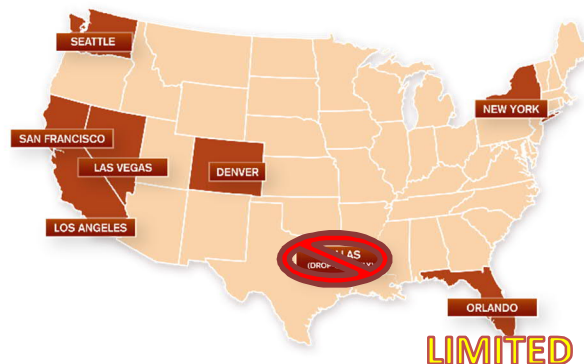 SEATTLE
NEW YORK
SAN FRANCISCO
LAS VEGAS
DENVER
LOS ANGELES
ORLANDO
LIMITED